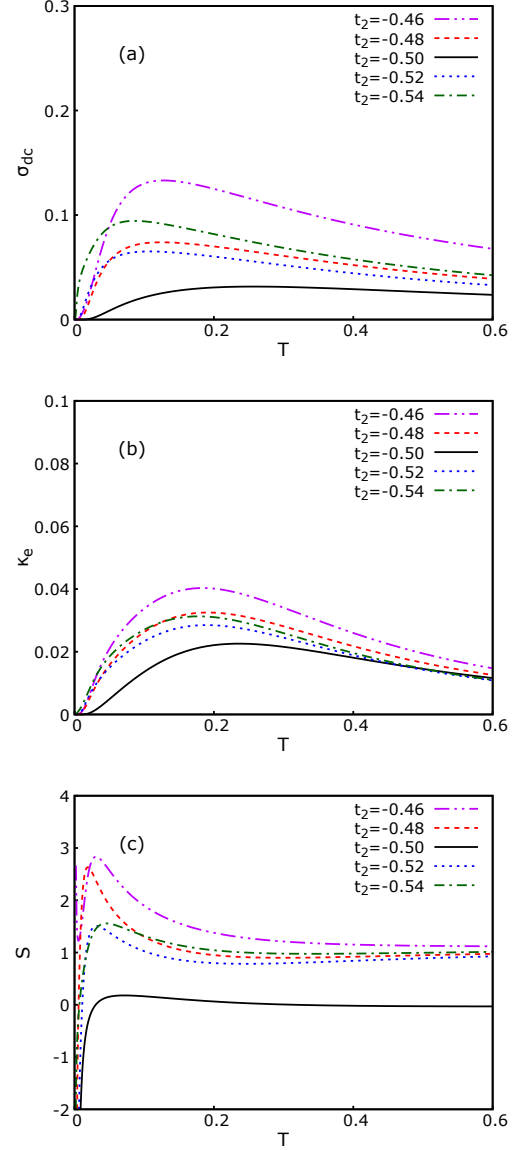 (a)
t₂=-0.46
t₂=-0.48
t₂=-0.50
t₂=-0.52
t₂=-0.54
0.3
0.2
0.1
0
σdc
0 0.2 0.4 0.6
T
(b)
t₂=-0.46
t₂=-0.48
t₂=-0.50
t₂=-0.52
t₂=-0.54
0.1
0.08
0.06
0.04
0.02
0
κe
0 0.2 0.4 0.6
T
(c)
t₂=-0.46
t₂=-0.48
t₂=-0.50
t₂=-0.52
t₂=-0.54
4
3
2
1
0
-1
-2
S
0 0.2 0.4 0.6
T